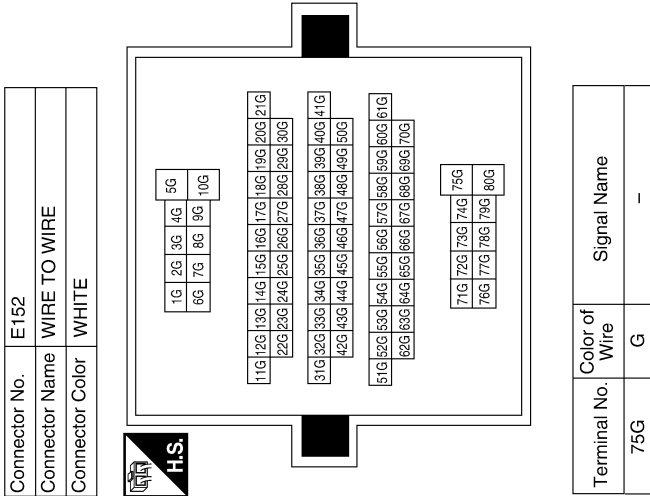 Connector No. E152
Connector Name WIRE TO WIRE
Connector Color WHITE
H.S.
1G 2G 3G 4G 5G
6G 7G 8G 9G 10G
11G 12G 13G 14G 15G 16G 17G 18G 19G 20G 21G
22G 23G 24G 25G 26G 27G 28G 29G 30G
31G 32G 33G 34G 35G 36G 37G 38G 39G 40G 41G
42G 43G 44G 45G 46G 47G 48G 49G 50G
51G 52G 53G 54G 55G 56G 57G 58G 59G 60G 61G
62G 63G 64G 65G 66G 67G 68G 69G 70G
71G 72G 73G 74G 75G
76G 77G 78G 79G 80G
Terminal No. Color of Wire Signal Name
75G G –